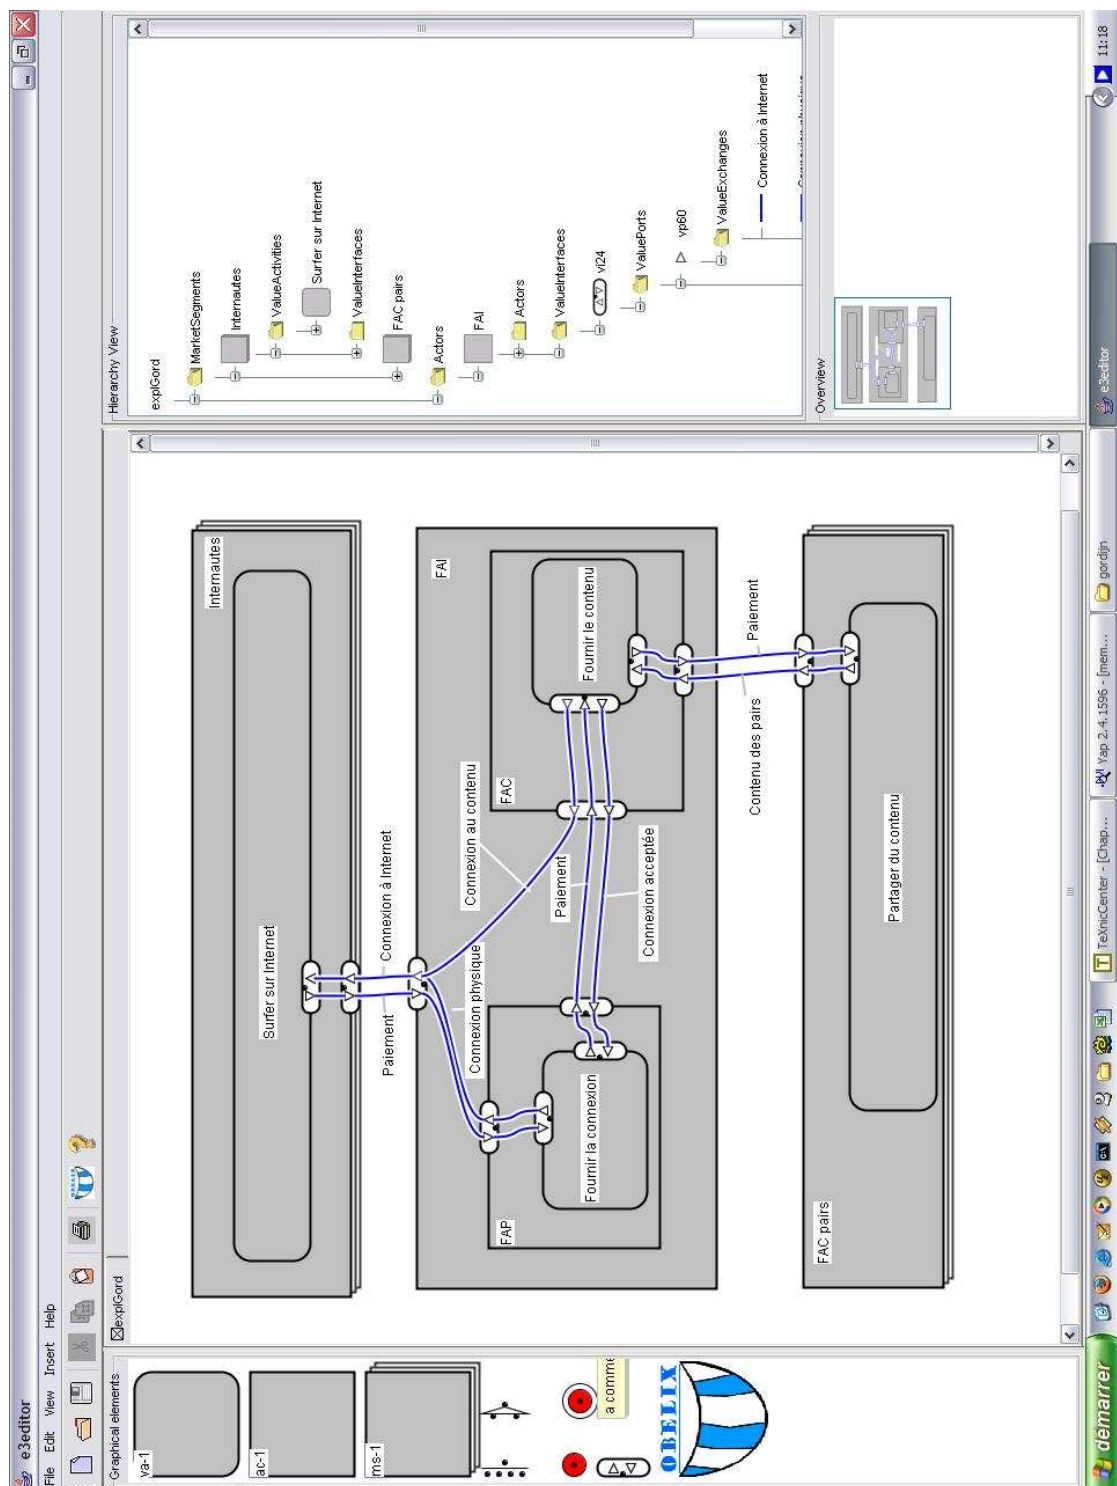 e3editor
File Edit View Insert Help
Graphical elements
va-1
ac-1
ms-1
a comme
OBELIX
explGord
Internautes
Surfer sur Internet
Paiement
Connexion à Internet
FAI
Connexion physique
Connexion au contenu
FAP
Fournir la connexion
Paiement
Connexion acceptée
FAC
Fournir le contenu
Contenu des pairs
Paiement
FAC pairs
Partager du contenu
Hierarchy View
explGord
MarketSegments
Internautes
ValueActivities
Surfer sur Internet
ValueInterfaces
FAC pairs
Actors
FAI
Actors
ValueInterfaces
vi24
ValuePorts
vp60
ValueExchanges
Connexion à Internet
Overview
démarrer
TeXnicCenter - [Chap...
Yap 2.4.1596 - [mem...
gordijn
e3editor
11:18